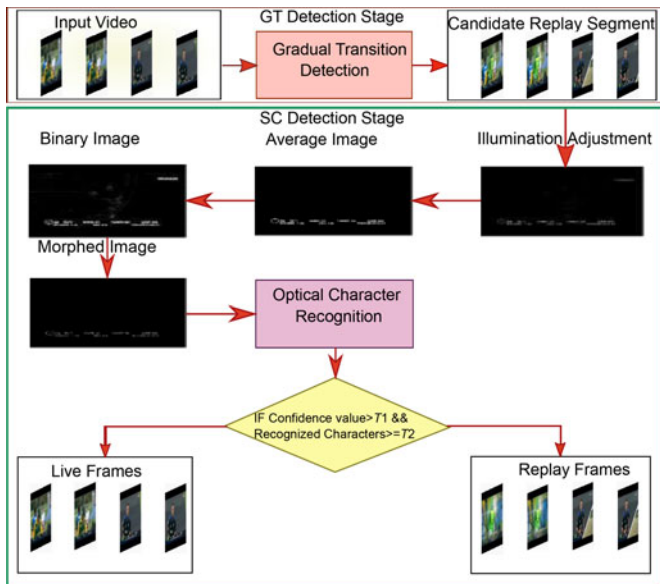 Input Video
GT Detection Stage
Candidate Replay Segment
Gradual Transition
Detection
SC Detection Stage
Binary Image
Average Image
Illumination Adjustment
Morphed Image
Optical Character
Recognition
IF Confidence value>T1 &&
Recognized Characters>=T2
Live Frames
Replay Frames